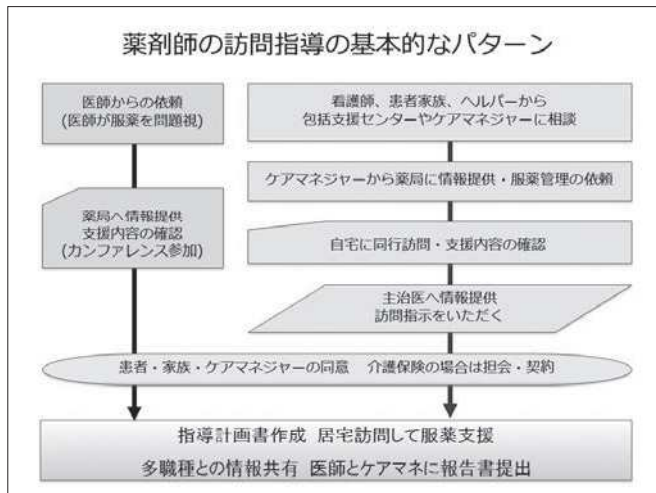 薬剤師の訪問指導の基本的なパターン
医師からの依頼
(医師が服薬を問題視)
薬局へ情報提供
支援内容の確認
(カンファレンス参加)
看護師、患者家族、ヘルパーから
包括支援センターやケアマネジャーに相談
ケアマネジャーから薬局に情報提供・服薬管理の依頼
自宅に同行訪問・支援内容の確認
主治医へ情報提供
訪問指示をいただく
患者・家族・ケアマネジャーの同意 介護保険の場合は担会・契約
指導計画書作成 居宅訪問して服薬支援
多職種との情報共有 医師とケアマネに報告書提出